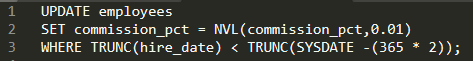 1 UPDATE employees
2 SET commission_pct = NVL(commission_pct,0.01)
3 WHERE TRUNC(hire_date) < TRUNC(SYSDATE -(365 * 2));